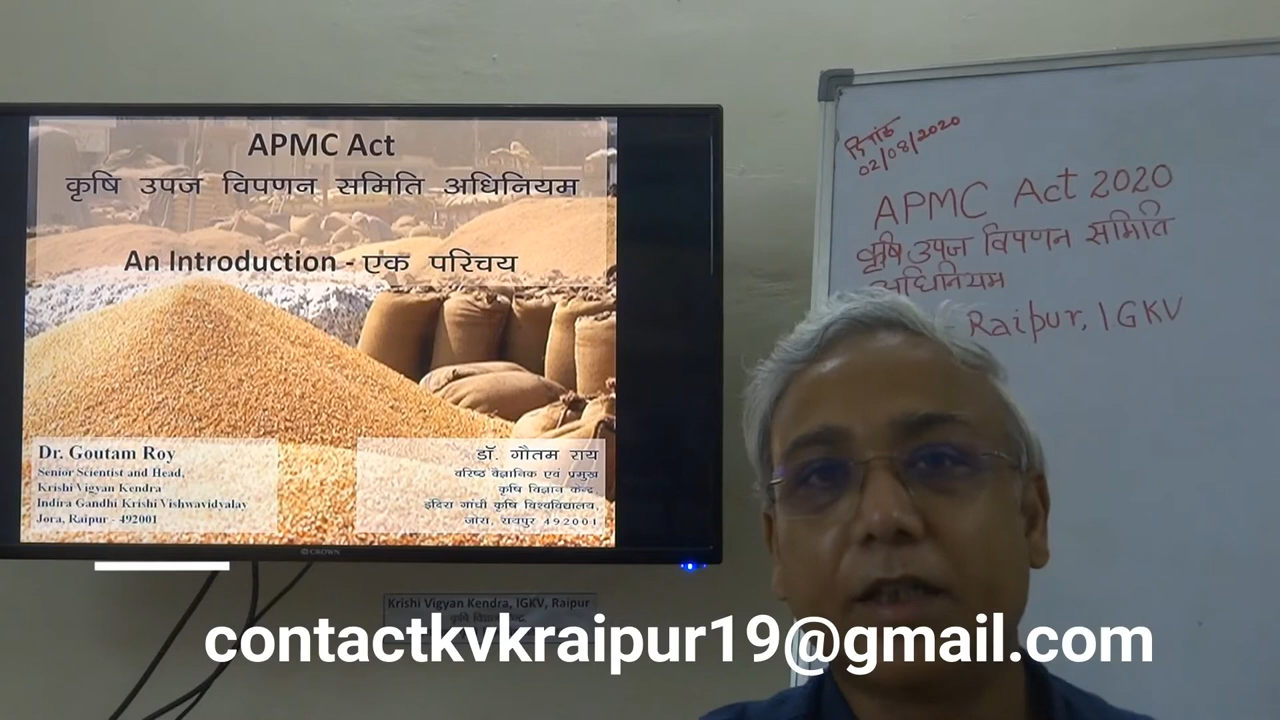 APMC Act
कृषि उपज विपणन समिति अधिनियम
An Introduction - एक परिचय
Dr. Goutam Roy
Senior Scientist and Head,
Krishi Vigyan Kendra
Indira Gandhi Krishi Vishwavidyalay
Jora, Raipur - 492001
डॉ. गौतम राय
वरिष्ठ वैज्ञानिक एवं प्रमुख
कृषि विज्ञान केन्द्र,
इंदिरा गांधी कृषि विश्वविद्यालय,
जोरा, रायपुर 492001
CROWN
दिनांक
02/08/2020
APMC Act 2020
कृषि उपज विपणन समिति
अधिनियम
- Raipur, IGKV
Krishi Vigyan Kendra, IGKV, Raipur
कृषि विज्ञान केन्द्र,
contactkvkraipur19@gmail.com